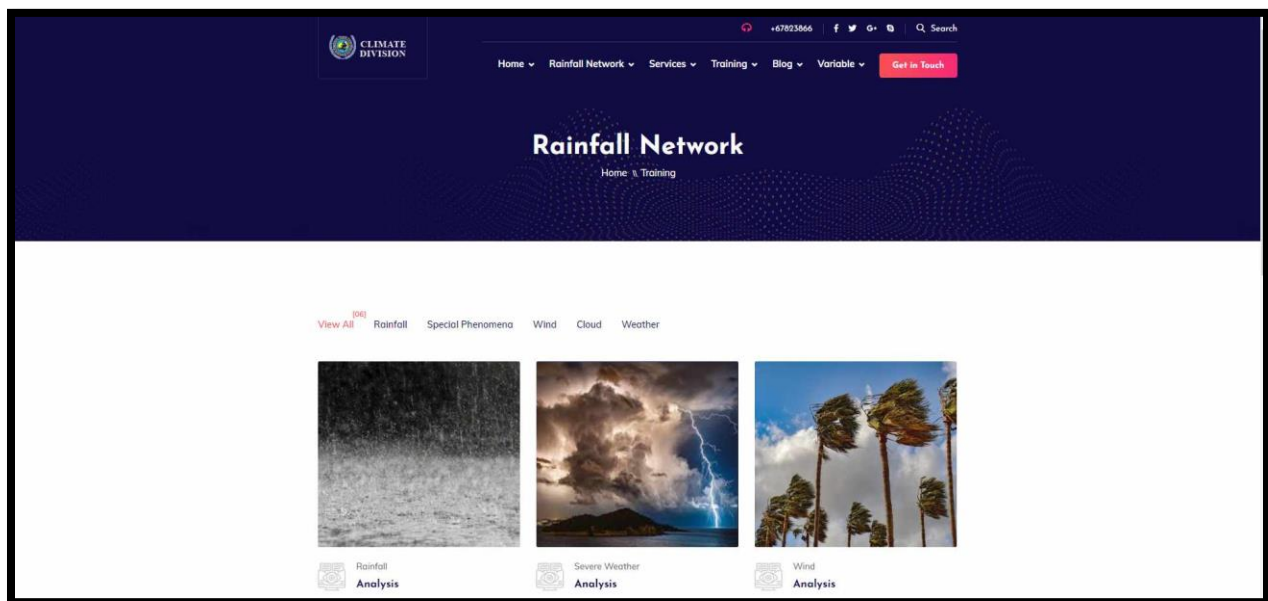 +67823866 f G+ Search
CLIMATE
DIVISION
Home Rainfall Network Services Training Blog Variable Get in Touch
Rainfall Network
Home \\ Training
[06]
View All Rainfall Special Phenomena Wind Cloud Weather
Rainfall Severe Weather Wind
Analysis Analysis Analysis